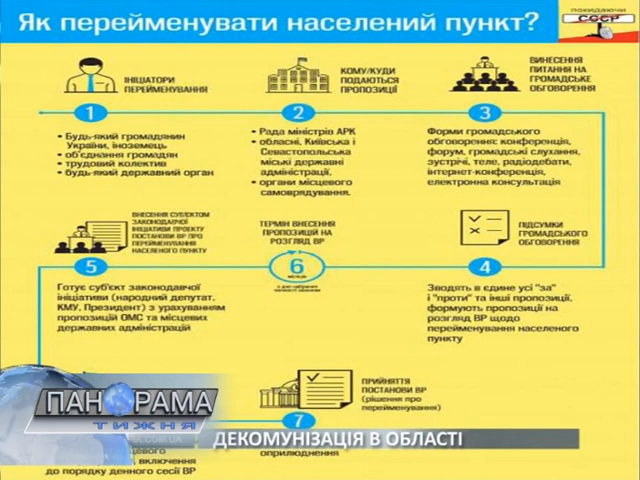 Як перейменувати населений пункт?
покидаючи
СССР
ІНІЦІАТОРИ
ПЕРЕЙМЕНУВАННЯ
КОМУ/КУДИ
ПОДАЮТЬСЯ
ПРОПОЗИЦІЇ
ВИНЕСЕННЯ
ПИТАННЯ НА
ГРОМАДСЬКЕ
ОБГОВОРЕННЯ
1
2
3
• Будь-який громадянин
України, іноземець
• об'єднання громадян
• трудовий колектив
• будь-який державний орган
• Рада міністрів АРК
• обласні, Київська і
Севастопольська
міські державні
адміністрації,
• органи місцевого
самоврядування.
Форми громадського
обговорення: конференція,
форум, громадські слухання,
зустрічі, теле, радіодебати,
інтернет-конференція,
електронна консультація
ВНЕСЕННЯ СУБ'ЄКТОМ
ЗАКОНОДАВЧОЇ
ІНІЦІАТИВИ ПРОЕКТУ
ПОСТАНОВИ ВР ПРО
ПЕРЕЙМЕНУВАННЯ
НАСЕЛЕНОГО ПУНКТУ
ТЕРМІН ВНЕСЕННЯ
ПРОПОЗИЦІЙ НА
РОЗГЛЯД ВР
ПІДСУМКИ
ГРОМАДСЬКОГО
ОБГОВОРЕННЯ
5
6
місяців
4
Готує суб'єкт законодавчої
ініціативи (народний депутат,
КМУ, Президент) з урахуванням
пропозицій ОМС та місцевих
державних адміністрацій
Зводять в єдине усі "за"
і "проти" та інші пропозиції,
формують пропозиції на
розгляд ВР щодо
перейменування населеного
пункту
ПРИЙНЯТТЯ
ПОСТАНОВИ ВР
(рішення про
перейменування)
7
ПАНОРАМА
ТИЖНЯ
ДЕКОМУНІЗАЦІЯ В ОБЛАСТІ
оприлюднення
включення
до порядку денного сесії ВР